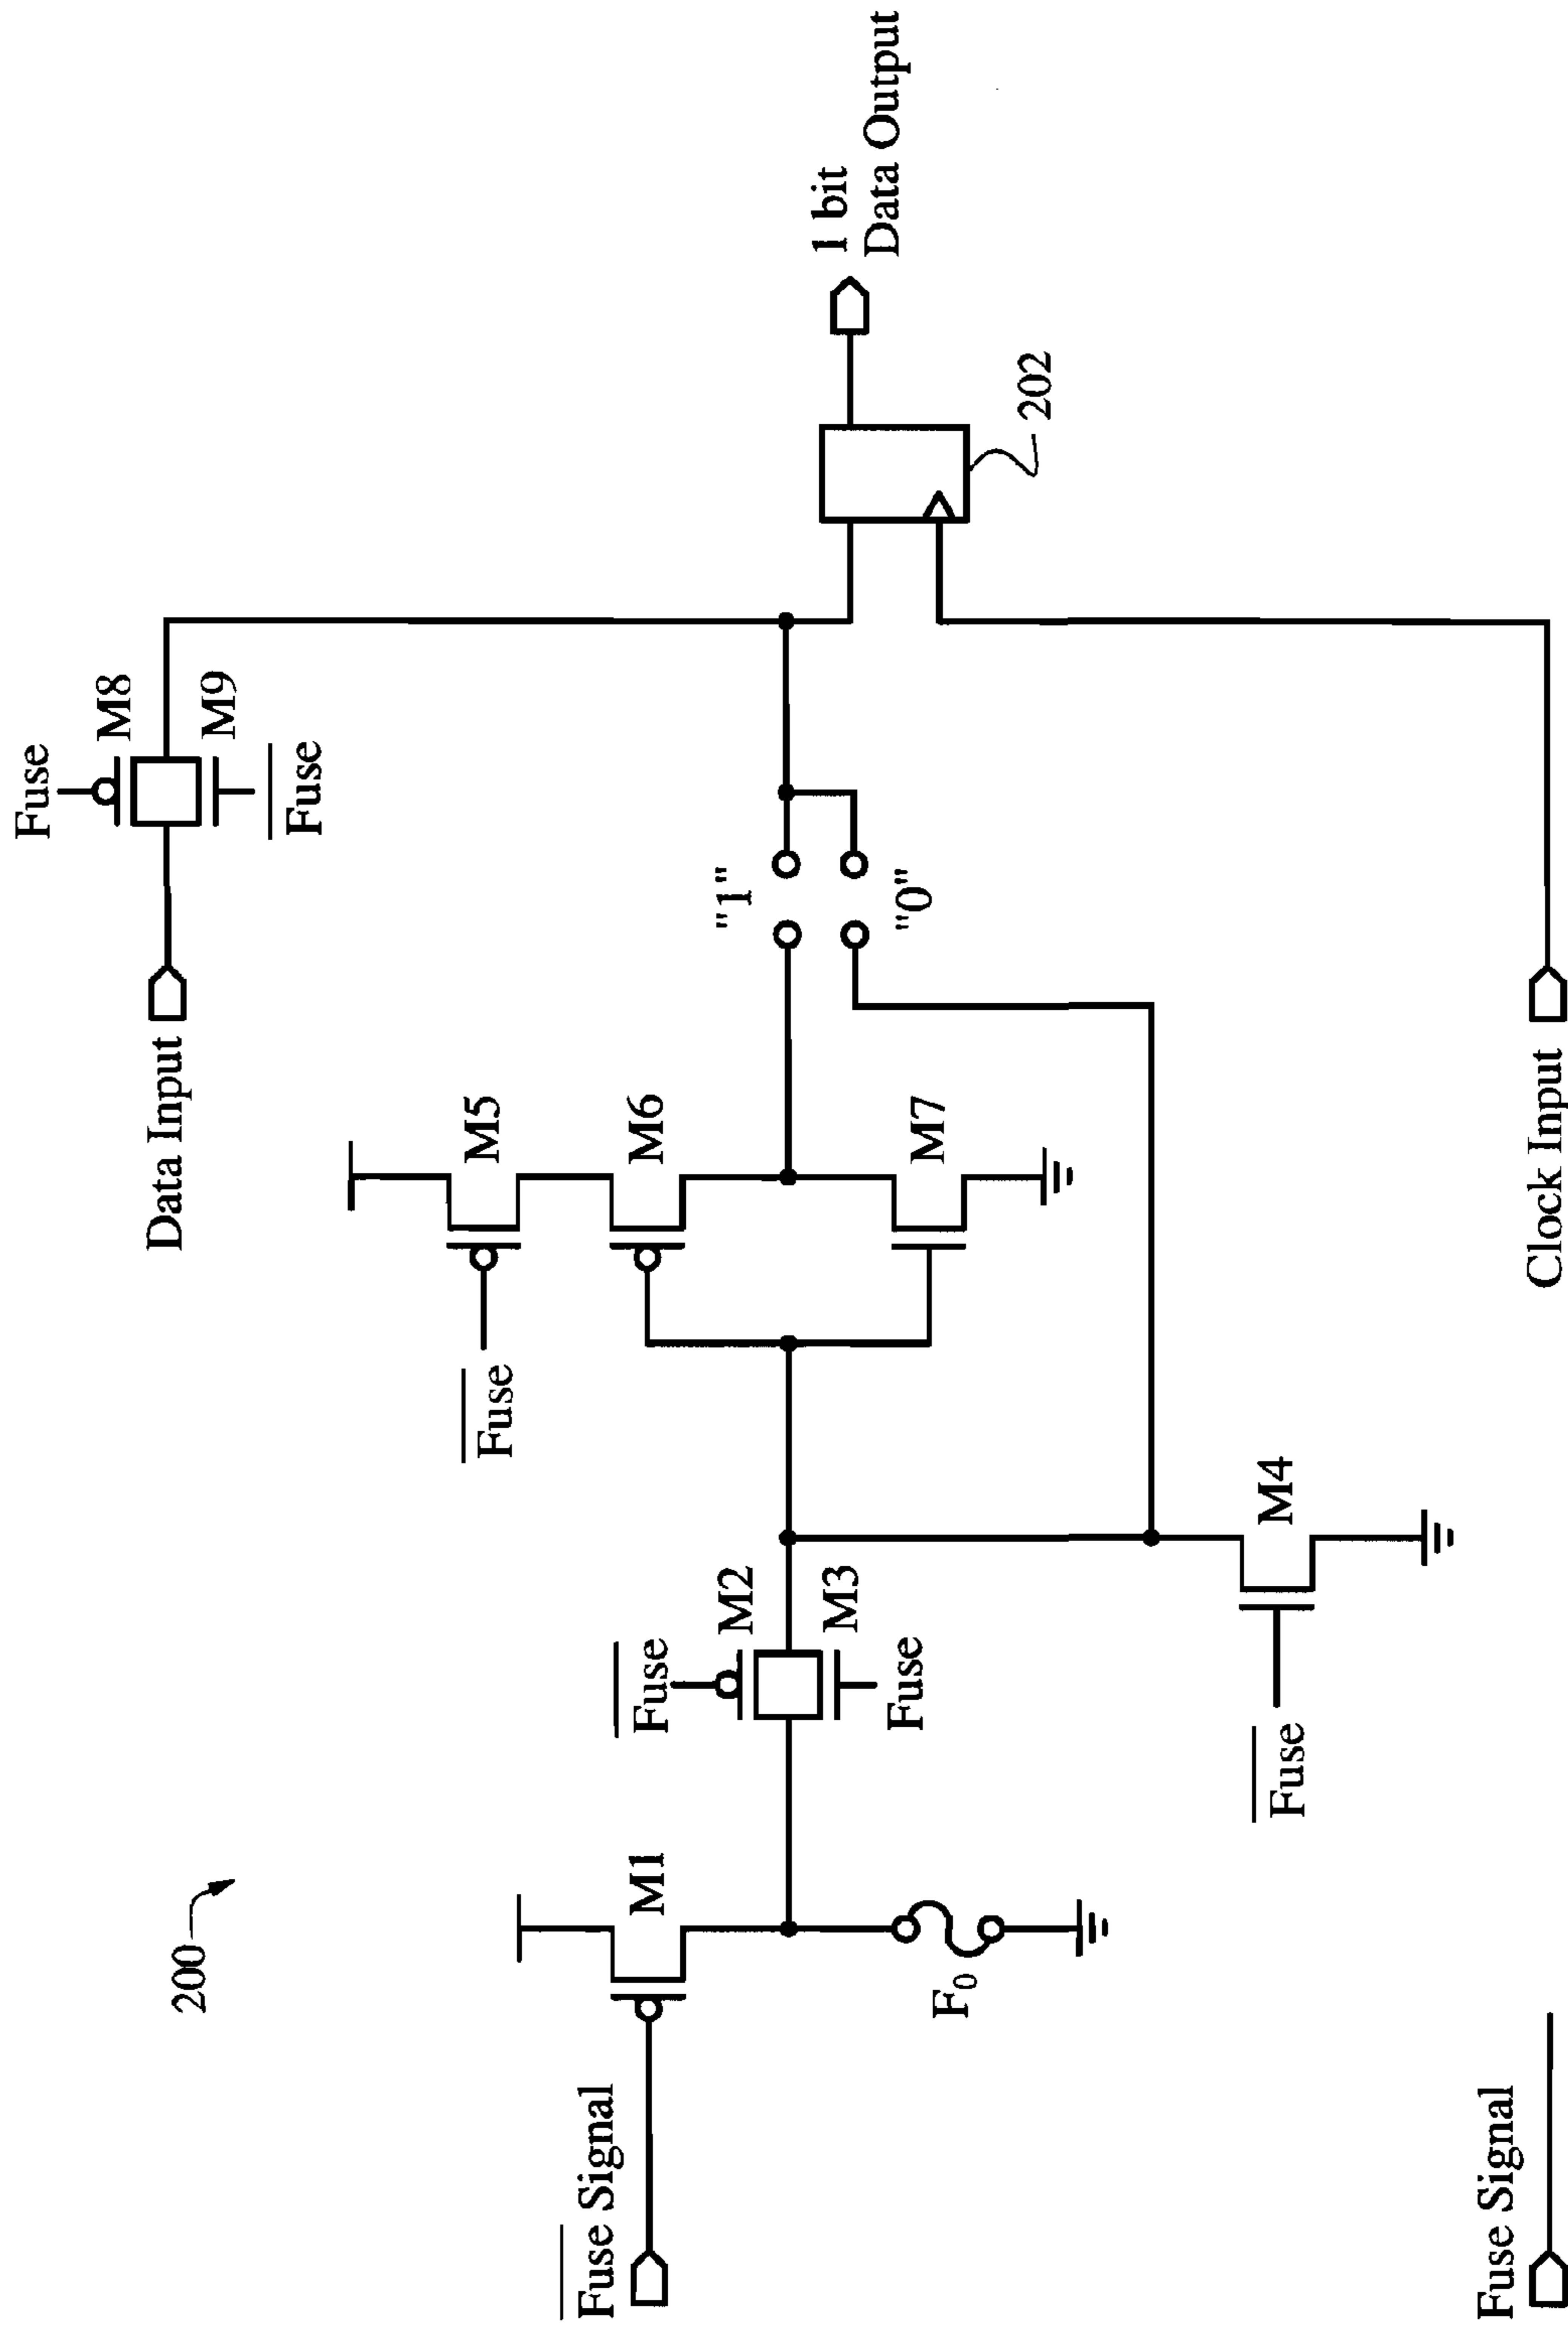 200
Fuse Signal
Fuse Signal
M1
F0
Fuse
M2
M3
Fuse
Fuse
M4
Fuse
M5
M6
M7
Data Input
Fuse
M8
M9
Fuse
"1"
"0"
Clock Input
202
1 bit
Data Output